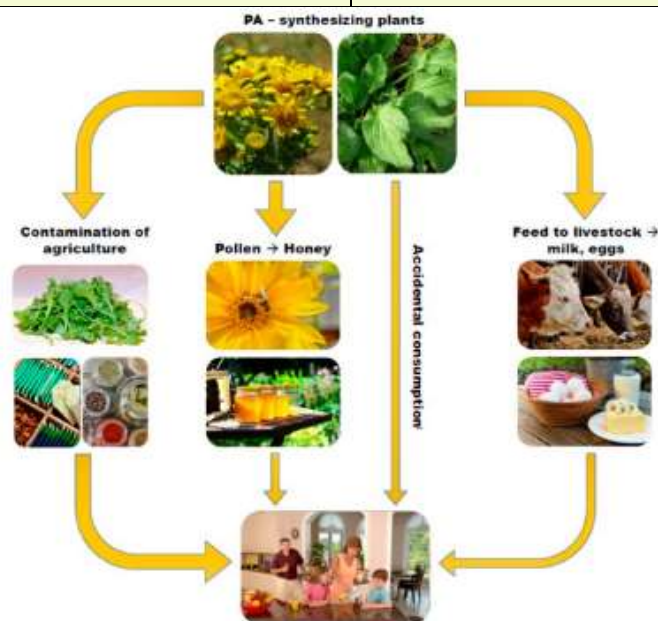 PA – synthesizing plants
Contamination of
agriculture
Pollen → Honey
Accidental consumption
Feed to livestock →
milk, eggs